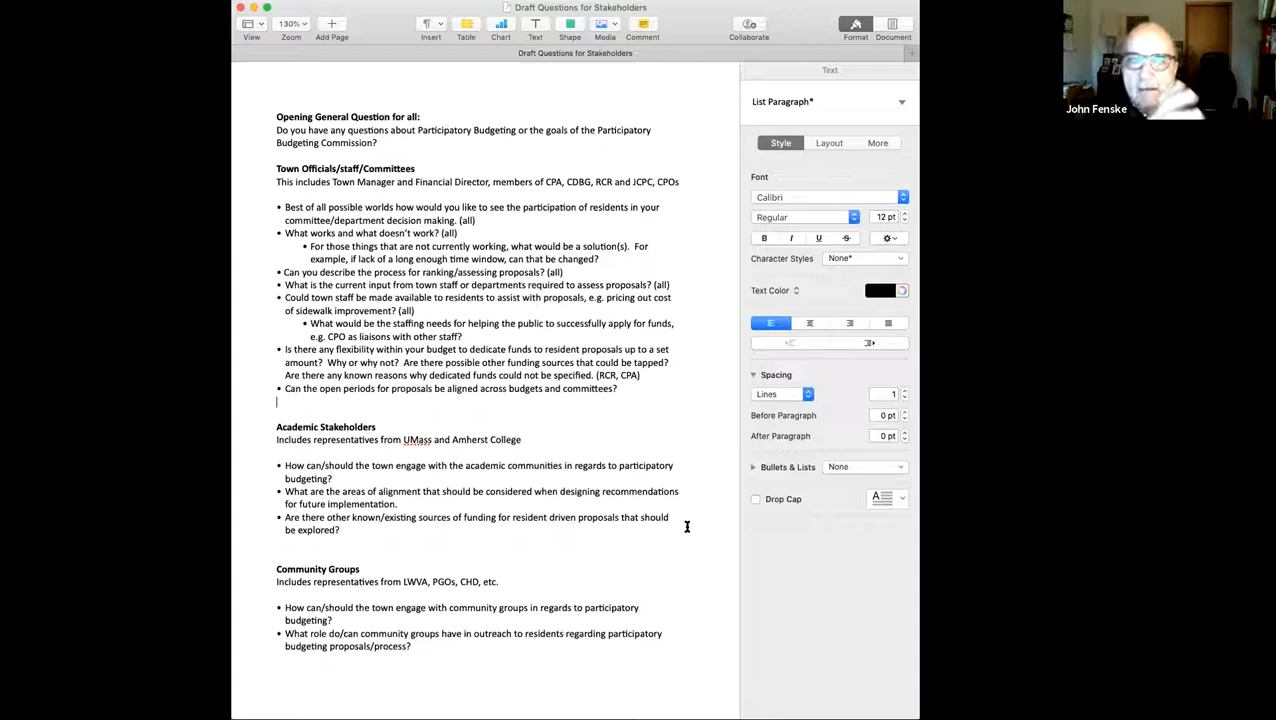 Draft Questions for Stakeholders
130%
View
Zoom
Add Page
Insert
Table
Chart
Text
Shape
Media
Comment
Collaborate
Format
Document
Draft Questions for Stakeholders
Opening General Question for all:
Do you have any questions about Participatory Budgeting or the goals of the Participatory
Budgeting Commission?
Town Officials/staff/Committees
This includes Town Manager and Financial Director, members of CPA, CDBG, RCR and JCPC, CPOs
• Best of all possible worlds how would you like to see the participation of residents in your
committee/department decision making. (all)
• What works and what doesn't work? (all)
• For those things that are not currently working, what would be a solution(s). For
example, if lack of a long enough time window, can that be changed?
• Can you describe the process for ranking/assessing proposals? (all)
• What is the current input from town staff or departments required to assess proposals? (all)
• Could town staff be made available to residents to assist with proposals, e.g. pricing out cost
of sidewalk improvement? (all)
• What would be the staffing needs for helping the public to successfully apply for funds,
e.g. CPO as liaisons with other staff?
• Is there any flexibility within your budget to dedicate funds to resident proposals up to a set
amount? Why or why not? Are there possible other funding sources that could be tapped?
Are there any known reasons why dedicated funds could not be specified. (RCR, CPA)
• Can the open periods for proposals be aligned across budgets and committees?
Academic Stakeholders
Includes representatives from UMass and Amherst College
• How can/should the town engage with the academic communities in regards to participatory
budgeting?
• What are the areas of alignment that should be considered when designing recommendations
for future implementation.
• Are there other known/existing sources of funding for resident driven proposals that should
be explored?
Community Groups
Includes representatives from LWVA, PGOs, CHD, etc.
• How can/should the town engage with community groups in regards to participatory
budgeting?
• What role do/can community groups have in outreach to residents regarding participatory
budgeting proposals/process?
Text
List Paragraph*
Style
Layout
More
Font
Calibri
Regular
12 pt
B I U S
Character Styles
None*
Text Color
Spacing
Lines
1
Before Paragraph
0 pt
After Paragraph
0 pt
Bullets & Lists
None
Drop Cap
A
John Fenske